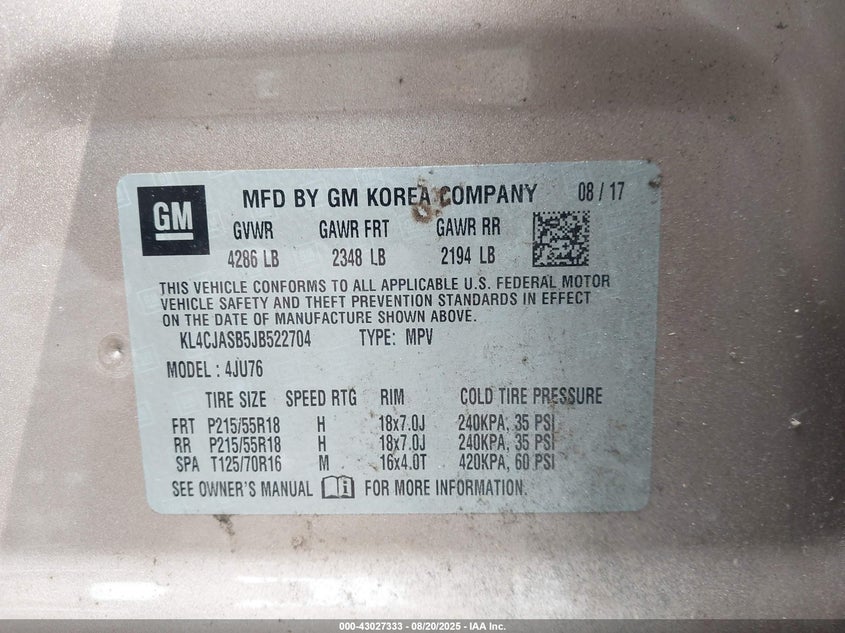 GM
MFD BY GM KOREA COMPANY 08 / 17
GVWR GAWR FRT GAWR RR
4286 LB 2348 LB 2194 LB
THIS VEHICLE CONFORMS TO ALL APPLICABLE U.S. FEDERAL MOTOR
VEHICLE SAFETY AND THEFT PREVENTION STANDARDS IN EFFECT
ON THE DATE OF MANUFACTURE SHOWN ABOVE.
KL4CJASB5JB522704 TYPE: MPV
MODEL : 4JU76
TIRE SIZE SPEED RTG RIM COLD TIRE PRESSURE
FRT P215/55R18 H 18x7.0J 240KPA, 35 PSI
RR P215/55R18 H 18x7.0J 240KPA, 35 PSI
SPA T125/70R16 M 16x4.0T 420KPA, 60 PSI
SEE OWNER'S MANUAL FOR MORE INFORMATION.
000-43027333 - 08/20/2025 - IAA Inc.